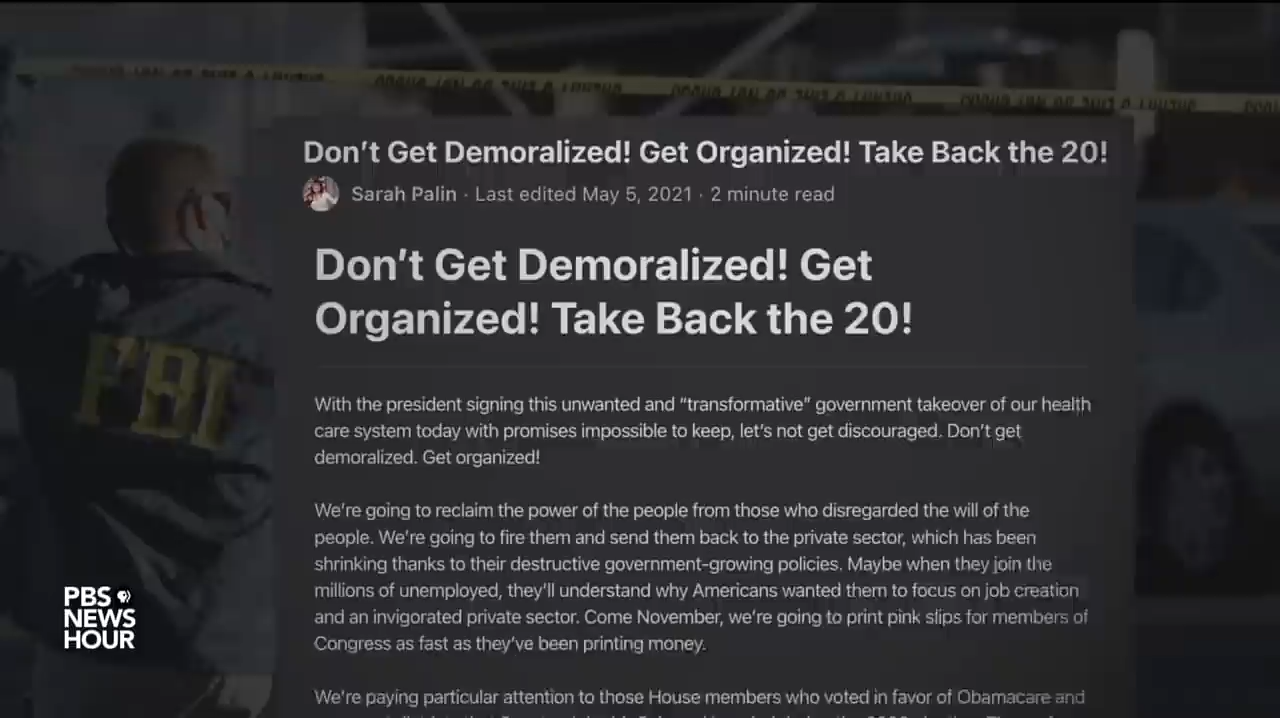 Don't Get Demoralized! Get Organized! Take Back the 20!
Sarah Palin · Last edited May 5, 2021 · 2 minute read
Don't Get Demoralized! Get
Organized! Take Back the 20!
With the president signing this unwanted and “transformative” government takeover of our health
care system today with promises impossible to keep, let's not get discouraged. Don't get
demoralized. Get organized!
We're going to reclaim the power of the people from those who disregarded the will of the
people. We're going to fire them and send them back to the private sector, which has been
shrinking thanks to their destructive government-growing policies. Maybe when they join the
millions of unemployed, they'll understand why Americans wanted them to focus on job creation
and an invigorated private sector. Come November, we're going to print pink slips for members of
Congress as fast as they've been printing money.
We're paying particular attention to those House members who voted in favor of Obamacare and
FBI
PBS
NEWS
HOUR